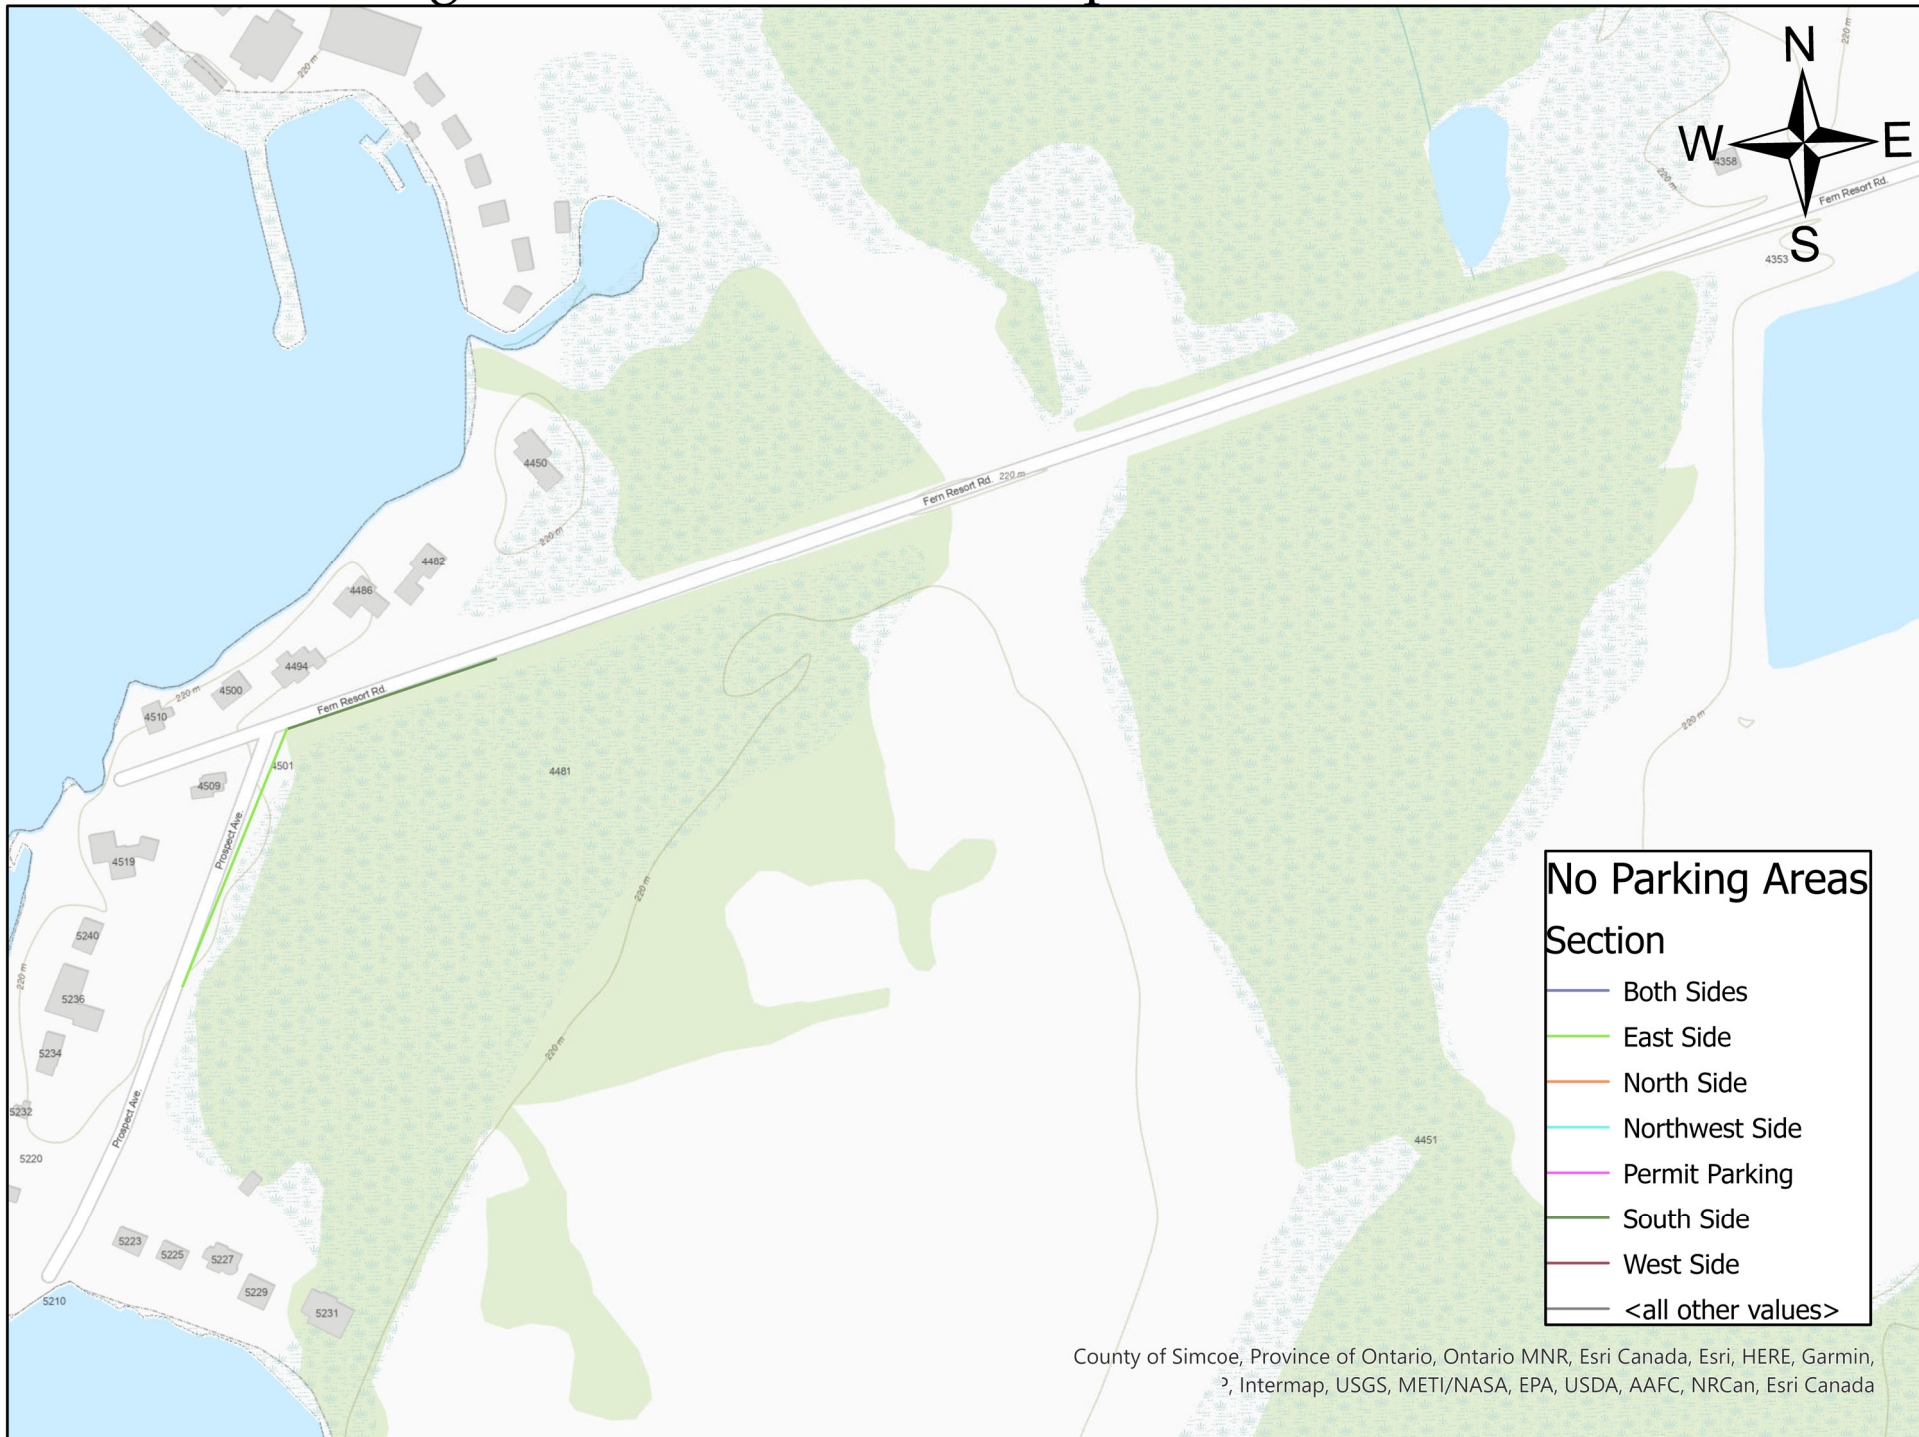 N
W
E
S
220 m
220 m
4358
220 m
Fern Resort Rd.
4353
4450
220 m
Fern Resort Rd.
220 m
4482
4486
4494
4500
220 m
4510
Fern Resort Rd.
4501
4481
4509
Prospect Ave.
4519
220 m
220 m
5240
220 m
5236
5234
220 m
5232
Prospect Ave.
5220
4451
5223
5225
5227
5229
5231
5210
No Parking Areas
Section
Both Sides
East Side
North Side
Northwest Side
Permit Parking
South Side
West Side
<all other values>
County of Simcoe, Province of Ontario, Ontario MNR, Esri Canada, Esri, HERE, Garmin,
, Intermap, USGS, METI/NASA, EPA, USDA, AAFC, NRCan, Esri Canada